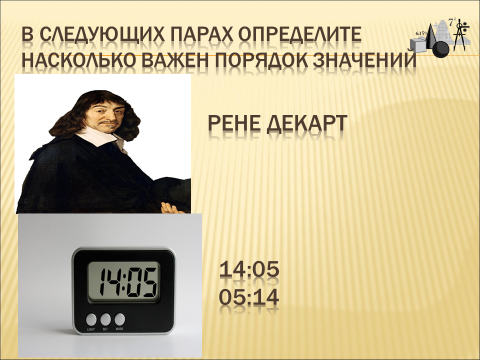 В СЛЕДУЮЩИХ ПАРАХ ОПРЕДЕЛИТЕ
НАСКОЛЬКО ВАЖЕН ПОРЯДОК ЗНАЧЕНИЙ
РЕНЕ ДЕКАРТ
14:05
14:05
05:14